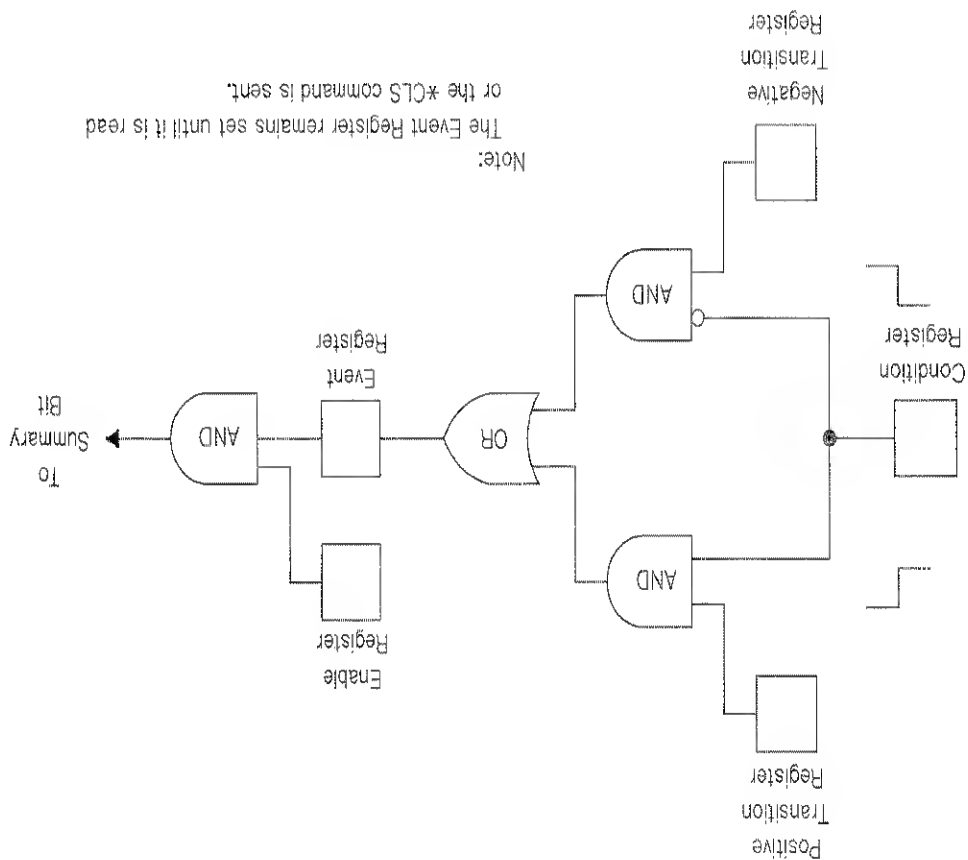 Positive
Transition
Register
Enable
Register
AND
To
Summary
Bit
AND
OR
Condition
Register
Event
Register
AND
Note:
The Event Register remains set until it is read
or the *CLS command is sent.
Negative
Transition
Register